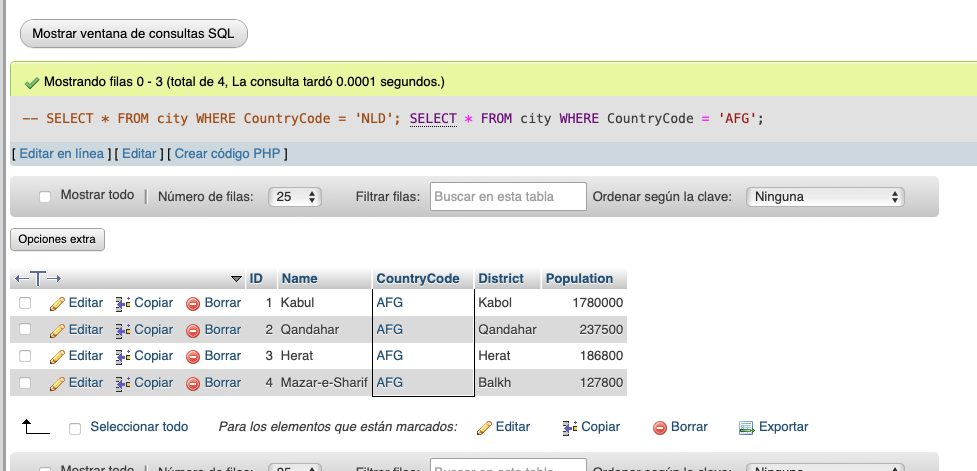 Mostrar ventana de consultas SQL
Mostrando filas 0 - 3 (total de 4, La consulta tardó 0.0001 segundos.)
-- SELECT * FROM city WHERE CountryCode = 'NLD'; SELECT * FROM city WHERE CountryCode = 'AFG';
[ Editar en línea ] [ Editar ] [ Crear código PHP ]
Mostrar todo | Número de filas: 25 Filtrar filas: Buscar en esta tabla Ordenar según la clave: Ninguna
Opciones extra
←T→ ID Name CountryCode District Population
Editar Copiar Borrar 1 Kabul AFG Kabol 1780000
Editar Copiar Borrar 2 Qandahar AFG Qandahar 237500
Editar Copiar Borrar 3 Herat AFG Herat 186800
Editar Copiar Borrar 4 Mazar-e-Sharif AFG Balkh 127800
Seleccionar todo Para los elementos que están marcados: Editar Copiar Borrar Exportar
Mostrar todo | Número de filas: 25 Filtrar filas: Buscar en esta tabla Ordenar según la clave: Ninguna